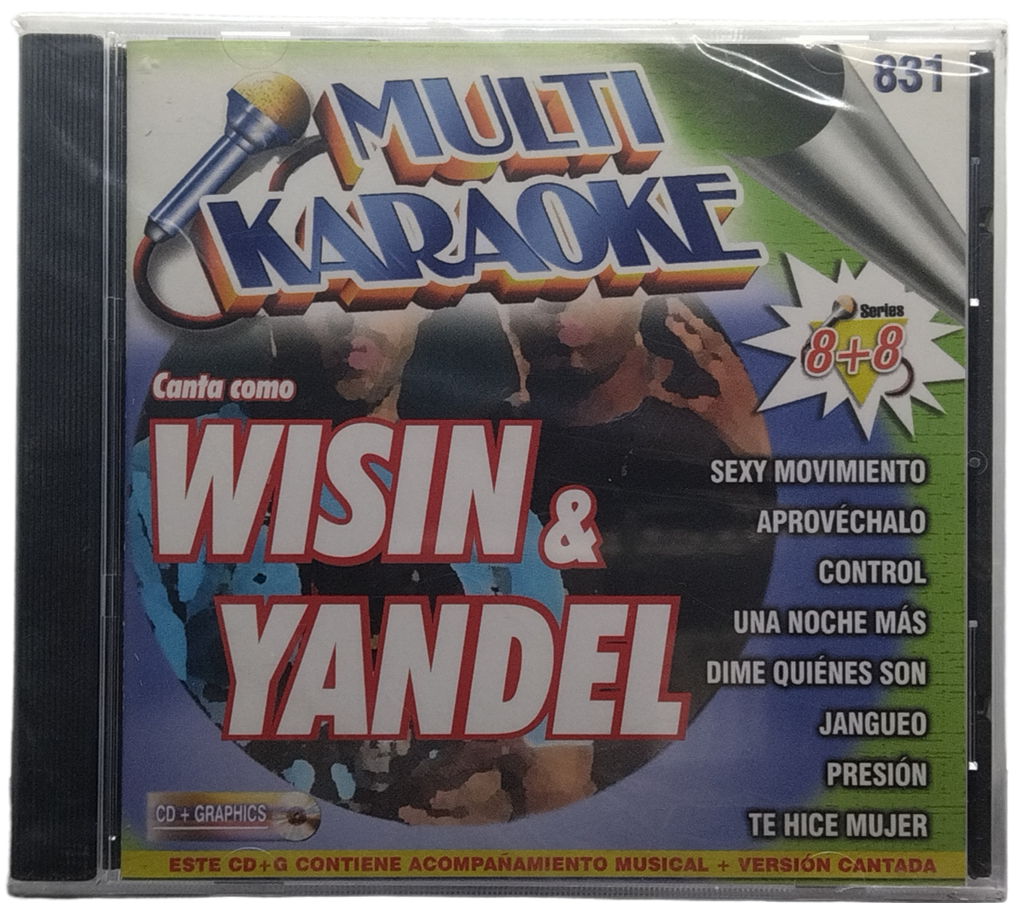 831
MULTI
KARAOKE
Series
8+8
Canta como
WISIN &
YANDEL
SEXY MOVIMIENTO
APROVÉCHALO
CONTROL
UNA NOCHE MÁS
DIME QUIÉNES SON
JANGUEO
PRESIÓN
TE HICE MUJER
CD + GRAPHICS
ESTE CD+G CONTIENE ACOMPAÑAMIENTO MUSICAL + VERSIÓN CANTADA